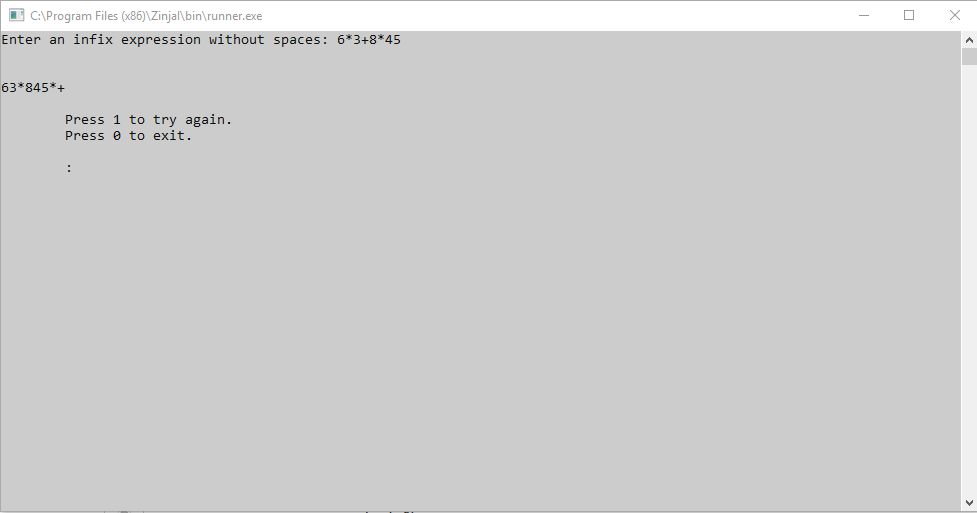 C:\Program Files (x86)\Zinjal\bin\runner.exe
Enter an infix expression without spaces: 6*3+8*45
63*845*+
Press 1 to try again.
Press 0 to exit.
: